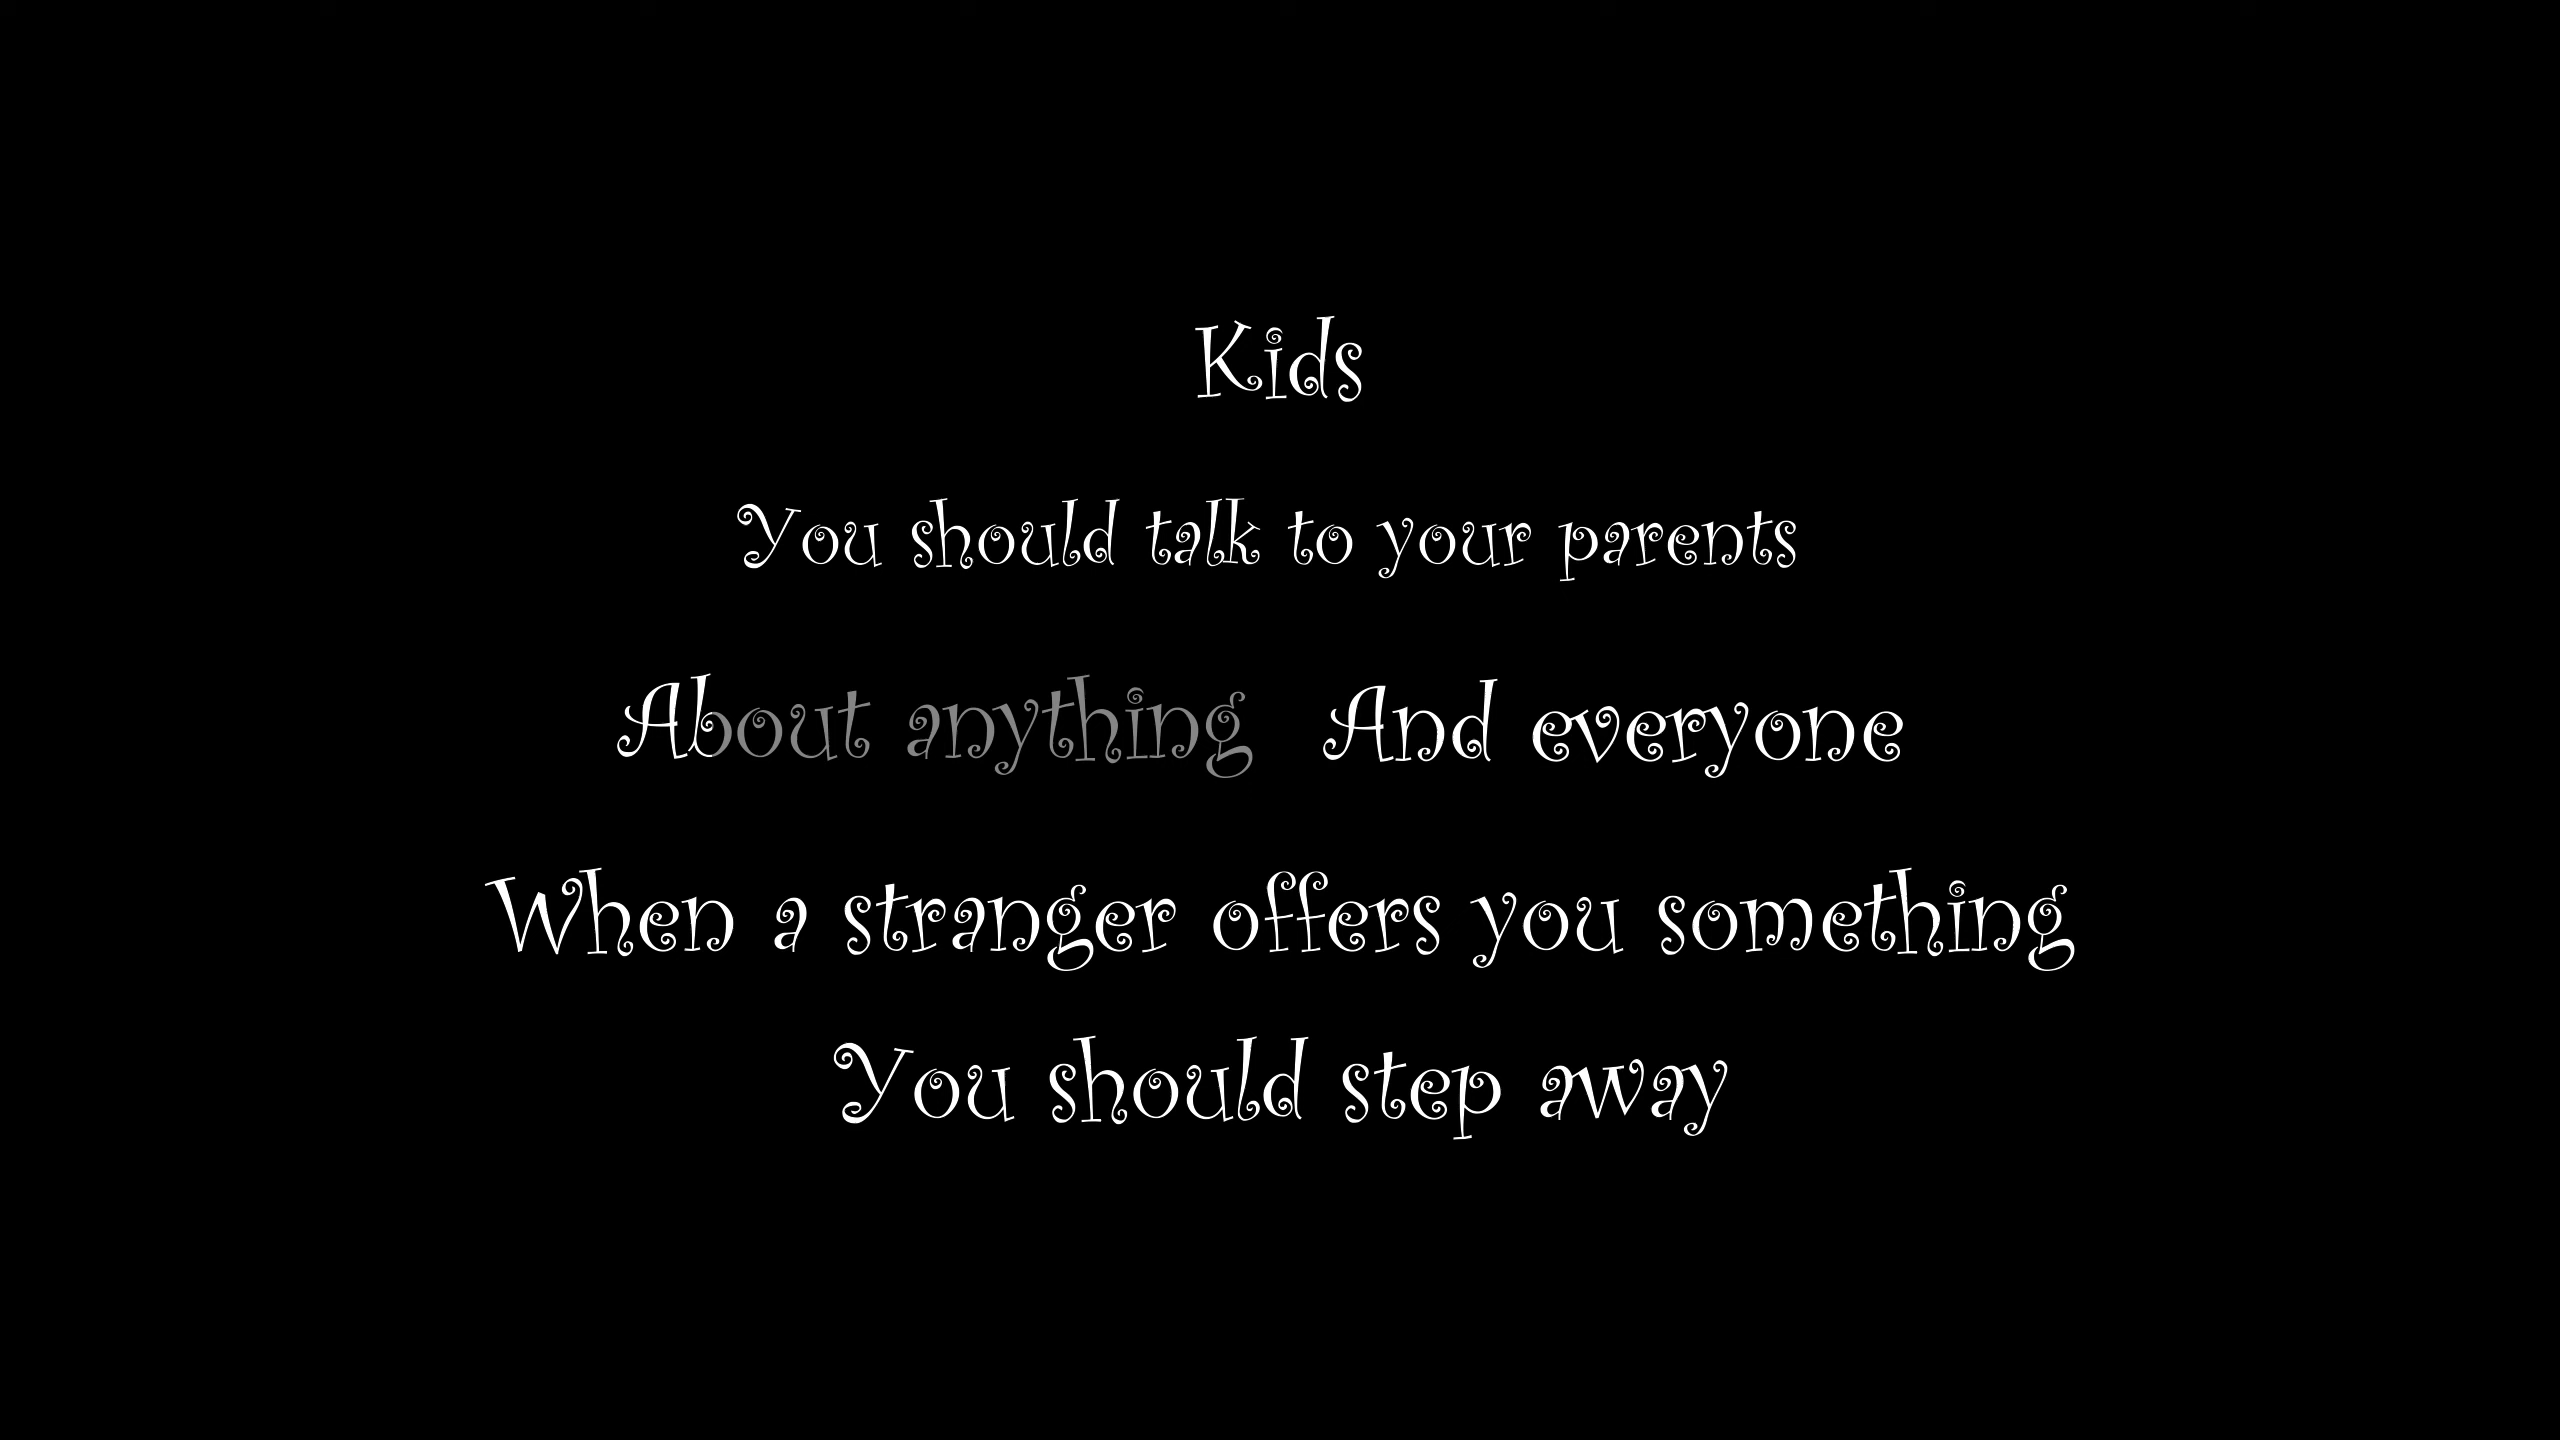 Kids
You should talk to your parents
About anything And everyone
When a stranger offers you something
You should step away